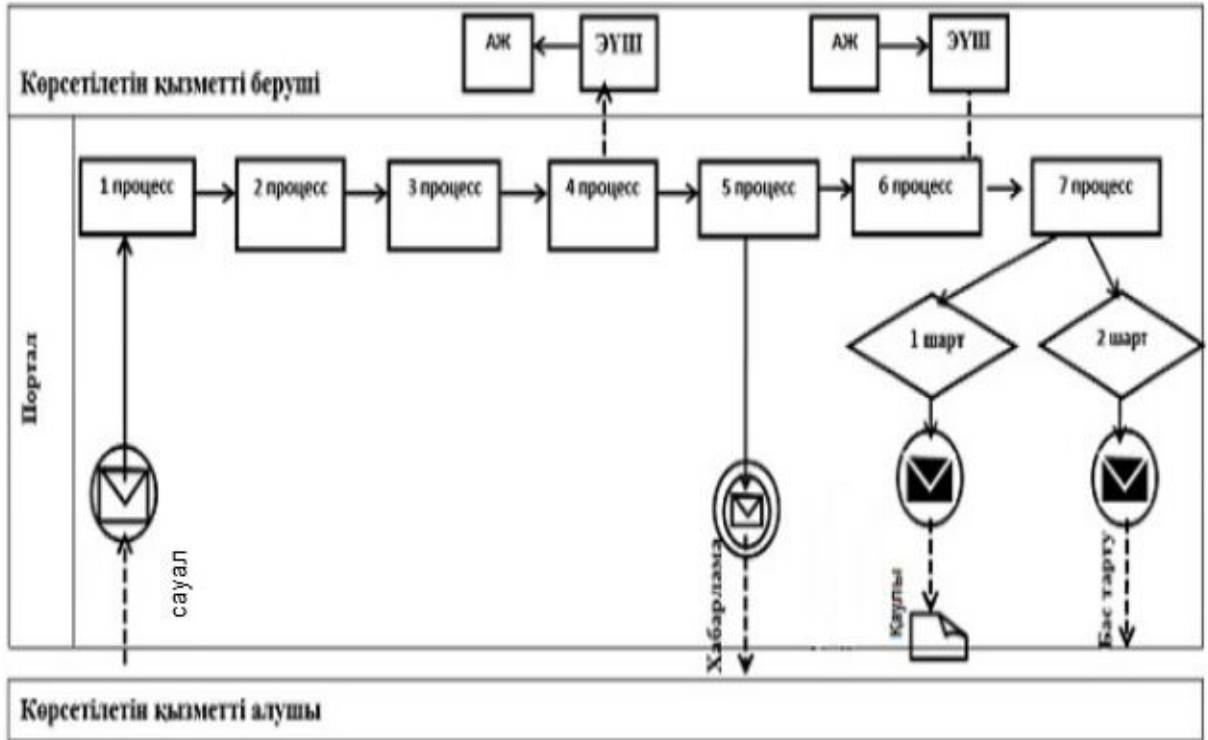 АЖ
ЭҮШ
АЖ
ЭҮШ
Көрсетілетін қызметті беруші
1 процесс
2 процесс
3 процесс
4 процесс
5 процесс
6 процесс
7 процесс
Портал
1 шарт
2 шарт
сауал
Хабарлама
Қаулы
Бас тарту
Көрсетілетін қызметті алушы